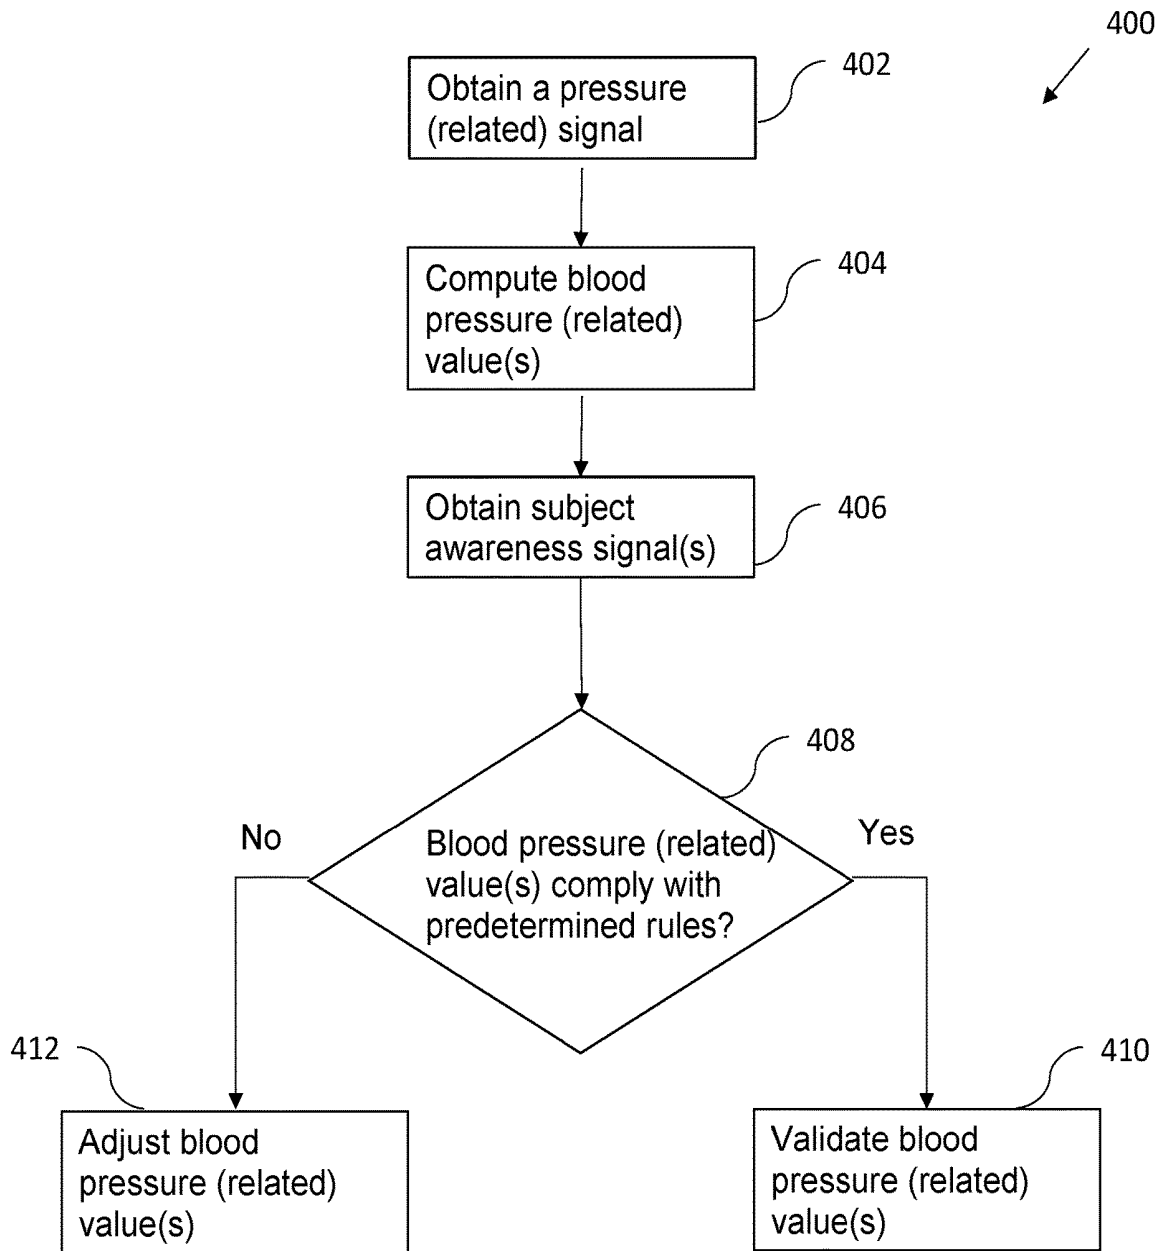 400
402
Obtain a pressure
(related) signal
404
Compute blood
pressure (related)
value(s)
406
Obtain subject
awareness signal(s)
408
No
Yes
Blood pressure (related)
value(s) comply with
predetermined rules?
412
410
Adjust blood
pressure (related)
value(s)
Validate blood
pressure (related)
value(s)